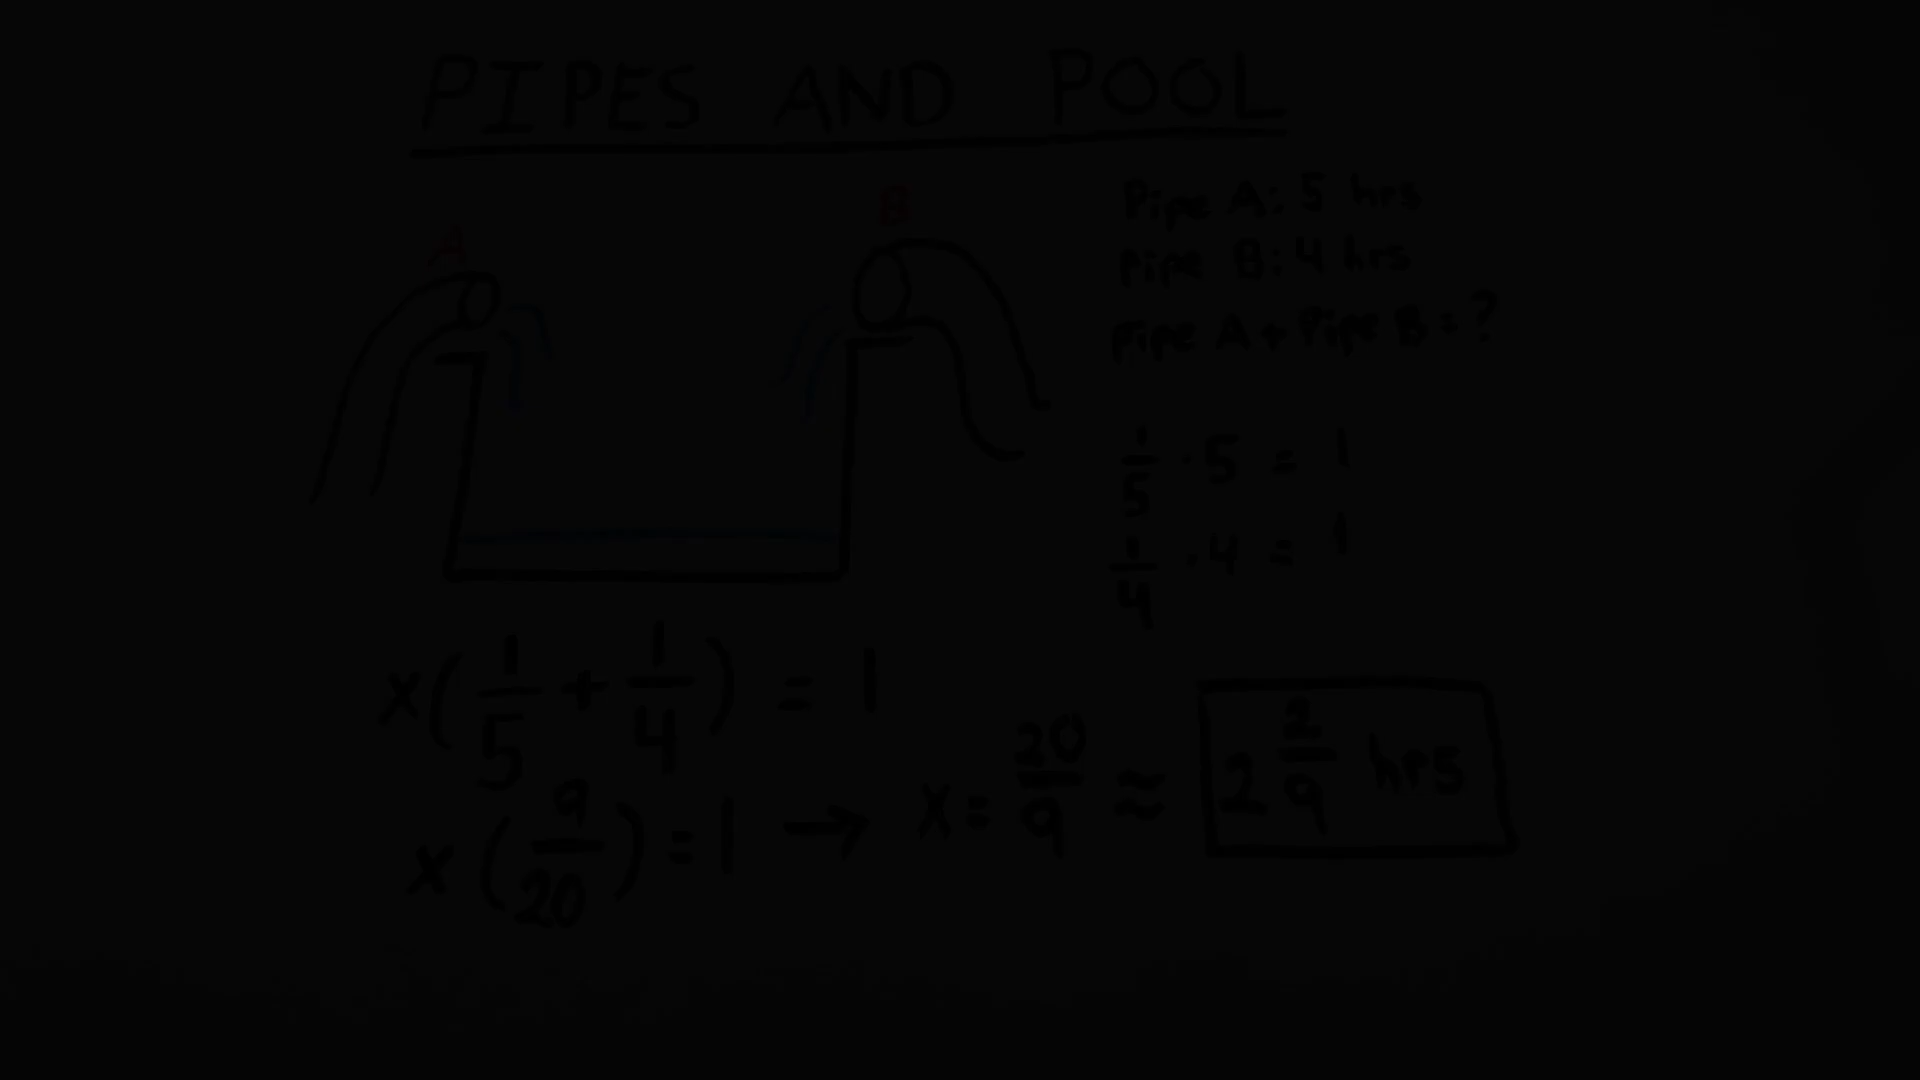 PIPES AND POOL
A
B
Pipe A: 5 hrs
Pipe B: 4 hrs
Pipe A + Pipe B = ?
1/5 · 5 = 1
1/4 · 4 = 1
x(1/5 + 1/4) = 1
x(9/20) = 1 → x = 20/9 ≈ 2 2/9 hrs